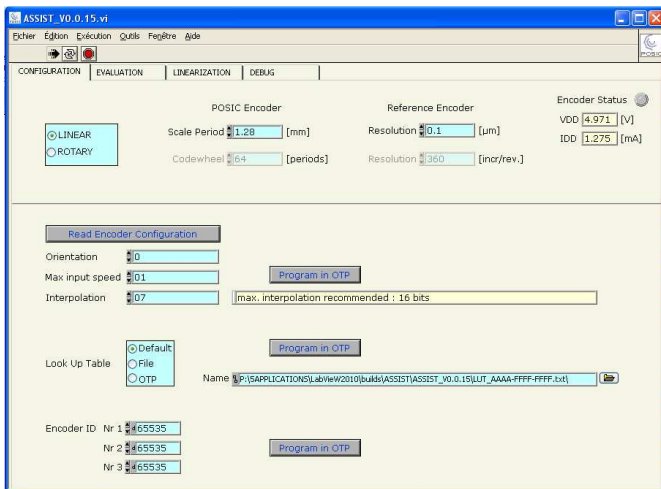 ASSIST_V0.0.15.vi
Fichier Édition Exécution Outils Fenêtre Aide
POSIC
CONFIGURATION EVALUATION LINEARIZATION DEBUG
POSIC Encoder Reference Encoder Encoder Status
LINEAR
ROTARY
Scale Period 1.28 [mm] Resolution 0.1 [µm] VDD 4.971 [V]
IDD 1.275 [mA]
Codewheel 64 [periods] Resolution 360 [incr/rev.]
Read Encoder Configuration
Orientation 0
Max input speed 01 Program in OTP
Interpolation 07 max. interpolation recommended : 16 bits
Look Up Table
Default
File
OTP
Program in OTP
Name P:\SAPPLICATIONS\LabVieW2010\builds\ASSIST\ASSIST_V0.0.15\LUT_AAAA-FFFF-FFFF.txt\
Encoder ID Nr 1 d 65535
Nr 2 d 65535 Program in OTP
Nr 3 d 65535